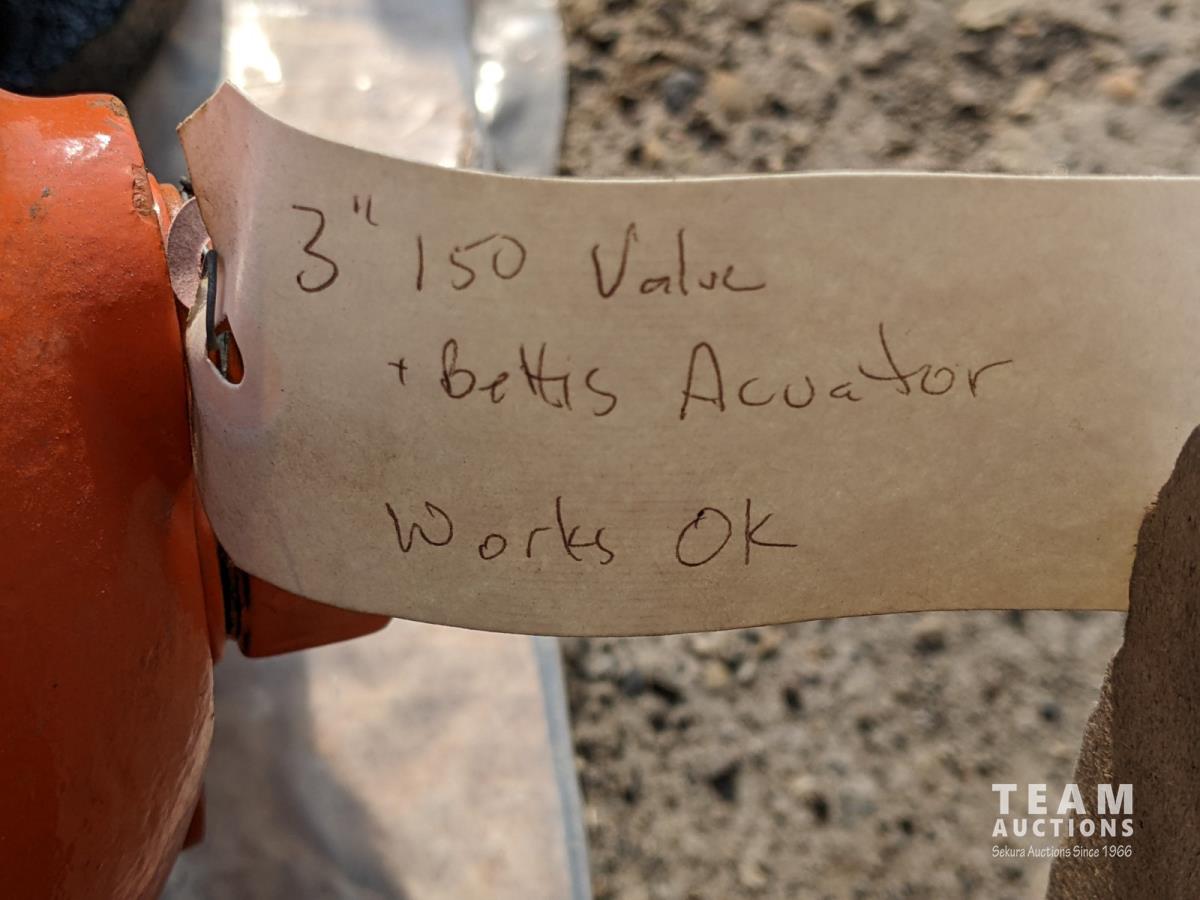 3" 150 Valve
+ Bettis Acuator
Works OK
TEAM
AUCTIONS
Sekura Auctions Since 1966